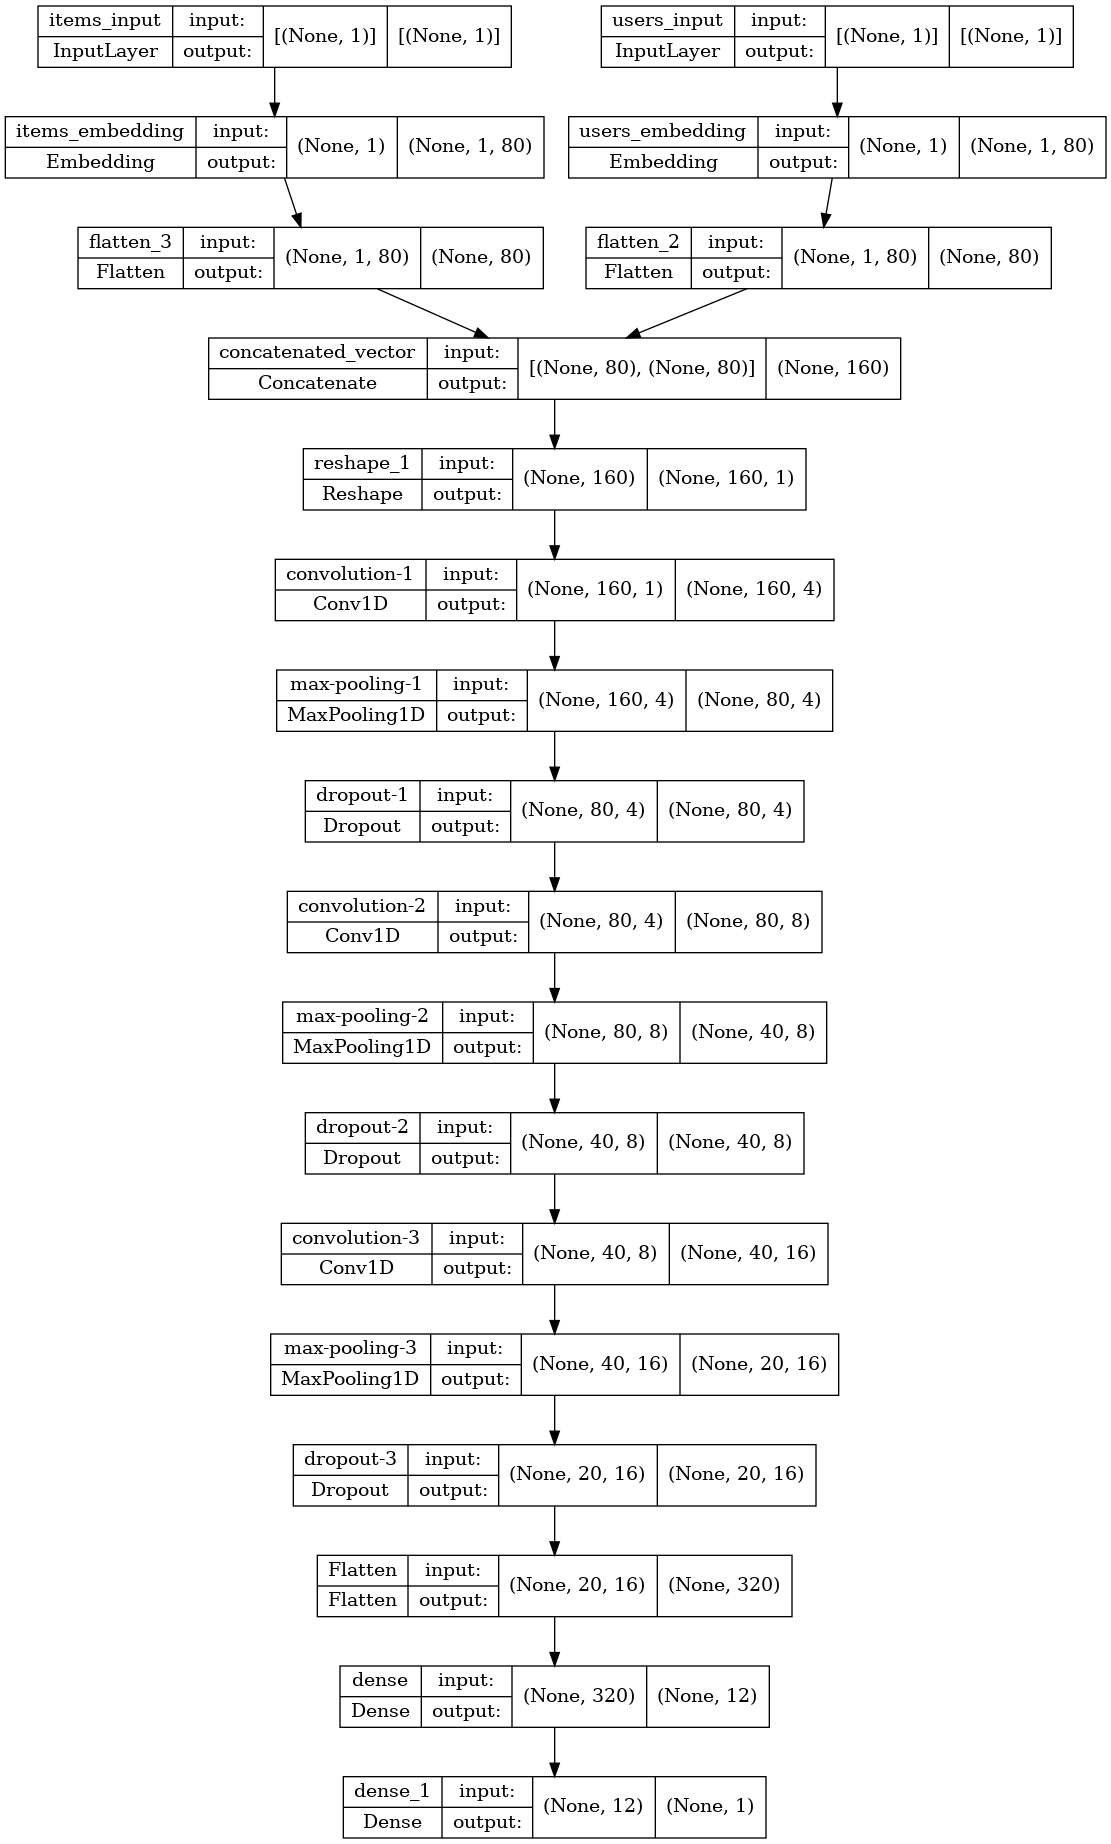 items_input input: [(None, 1)] [(None, 1)]
InputLayer output:
users_input input: [(None, 1)] [(None, 1)]
InputLayer output:
items_embedding input: (None, 1) (None, 1, 80)
Embedding output:
users_embedding input: (None, 1) (None, 1, 80)
Embedding output:
flatten_3 input: (None, 1, 80) (None, 80)
Flatten output:
flatten_2 input: (None, 1, 80) (None, 80)
Flatten output:
concatenated_vector input: [(None, 80), (None, 80)] (None, 160)
Concatenate output:
reshape_1 input: (None, 160) (None, 160, 1)
Reshape output:
convolution-1 input: (None, 160, 1) (None, 160, 4)
Conv1D output:
max-pooling-1 input: (None, 160, 4) (None, 80, 4)
MaxPooling1D output:
dropout-1 input: (None, 80, 4) (None, 80, 4)
Dropout output:
convolution-2 input: (None, 80, 4) (None, 80, 8)
Conv1D output:
max-pooling-2 input: (None, 80, 8) (None, 40, 8)
MaxPooling1D output:
dropout-2 input: (None, 40, 8) (None, 40, 8)
Dropout output:
convolution-3 input: (None, 40, 8) (None, 40, 16)
Conv1D output:
max-pooling-3 input: (None, 40, 16) (None, 20, 16)
MaxPooling1D output:
dropout-3 input: (None, 20, 16) (None, 20, 16)
Dropout output:
Flatten input: (None, 20, 16) (None, 320)
Flatten output:
dense input: (None, 320) (None, 12)
Dense output:
dense_1 input: (None, 12) (None, 1)
Dense output: